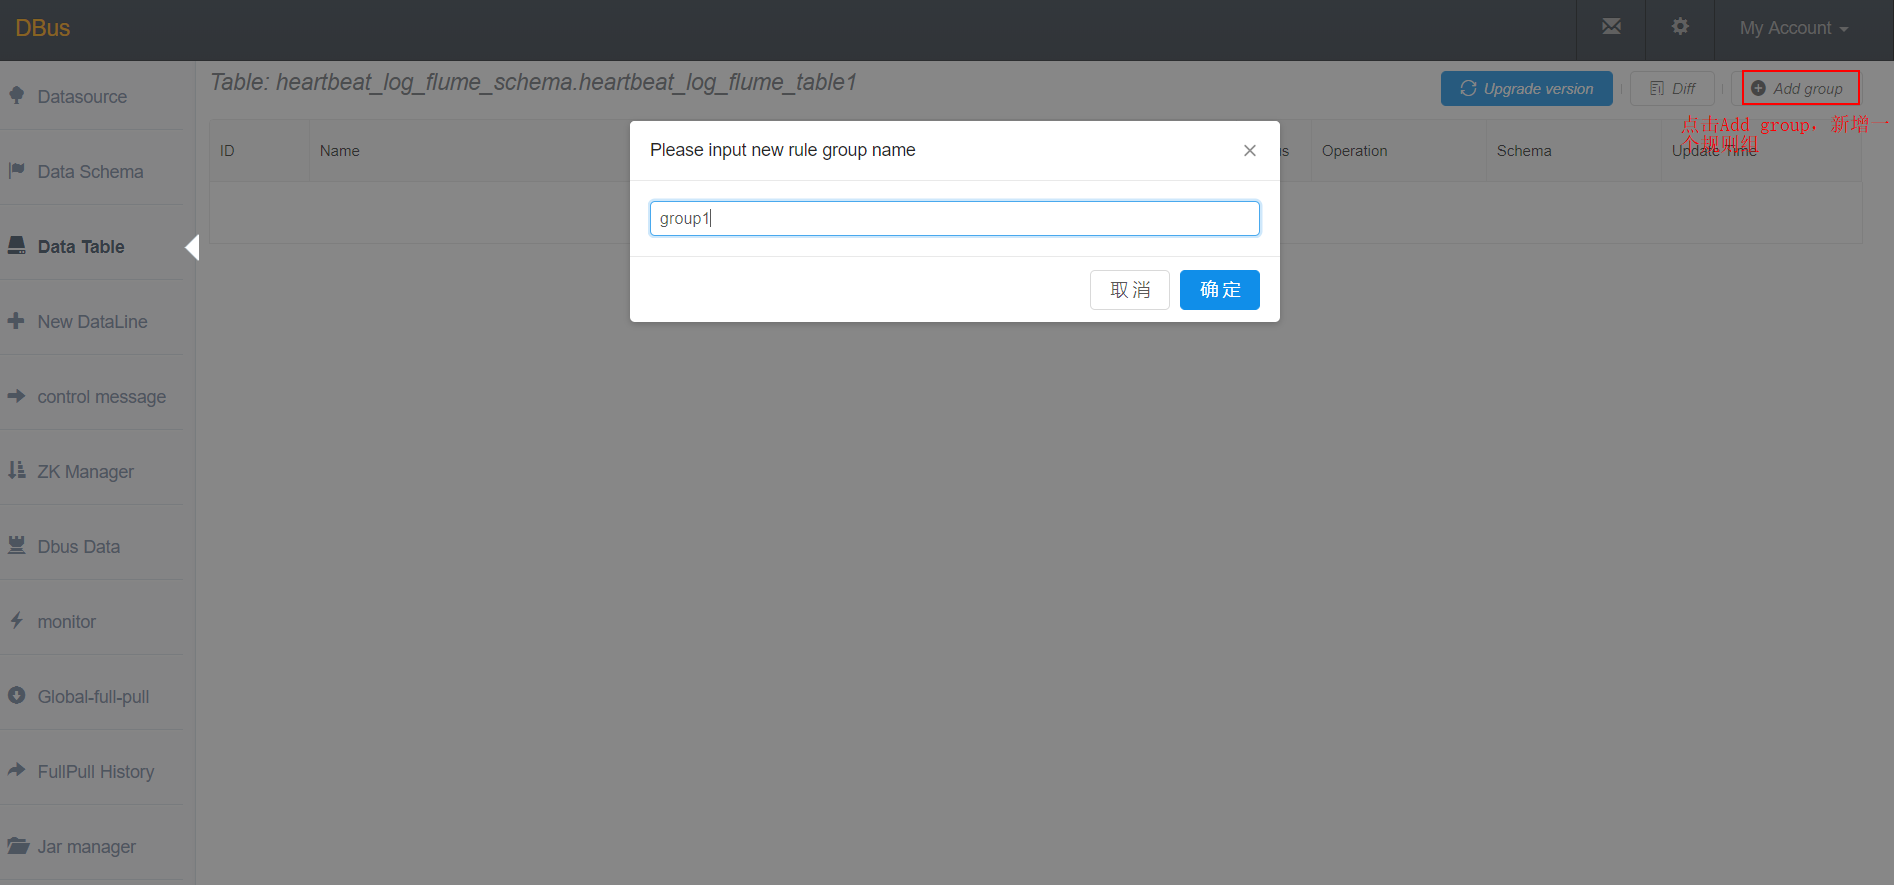 DBus
My Account
Datasource
Data Schema
Data Table
New DataLine
control message
ZK Manager
Dbus Data
monitor
Global-full-pull
FullPull History
Jar manager
Table: heartbeat_log_flume_schema.heartbeat_log_flume_table1
Upgrade version
Diff
Add group
点击Add group，新增一
个规则组
ID
Name
Operation
Schema
Update Time
Please input new rule group name
group1
取 消
确 定